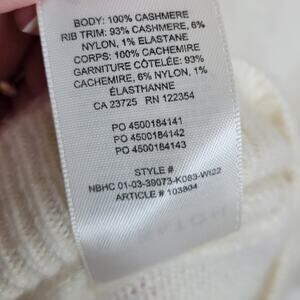 BODY: 100% CASHMERE
RIB TRIM: 93% CASHMERE, 6%
NYLON, 1% ELASTANE
CORPS: 100% CACHEMIRE
GARNITURE CÔTELÉE: 93%
CACHEMIRE, 6% NYLON, 1%
ÉLASTHANNE
CA 23725 RN 122354
PO 4500184141
PO 4500184142
PO 4500184143
STYLE #
NBHC 01-03-39073-K083-WI22
ARTICLE # 103804